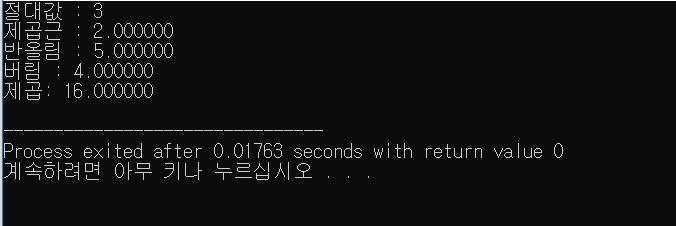 절대값 : 3
제곱근 : 2.000000
반올림 : 5.000000
버림 : 4.000000
제곱: 16.000000
--------------------------------
Process exited after 0.01763 seconds with return value 0
계속하려면 아무 키나 누르십시오 . . .